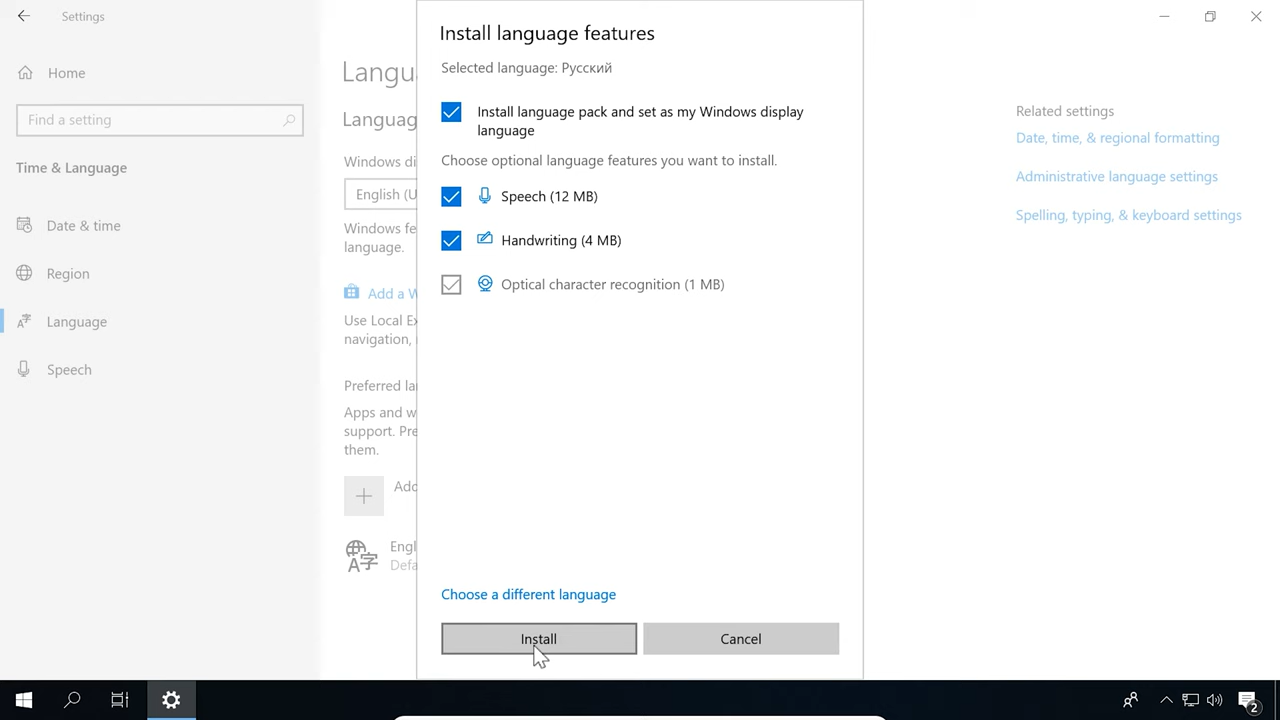 Settings
Home
Find a setting
Time & Language
Date & time
Region
Language
Speech
Install language features
Selected language: Русский
Install language pack and set as my Windows display
language
Choose optional language features you want to install.
Speech (12 MB)
Handwriting (4 MB)
Optical character recognition (1 MB)
Choose a different language
Install
Cancel
Langu
Languag
Windows di
English (U
Windows fe
language.
Add a W
Use Local Ex
navigation,
Preferred la
Apps and w
support. Pre
them.
Add
Engl
Defa
Related settings
Date, time, & regional formatting
Administrative language settings
Spelling, typing, & keyboard settings
2